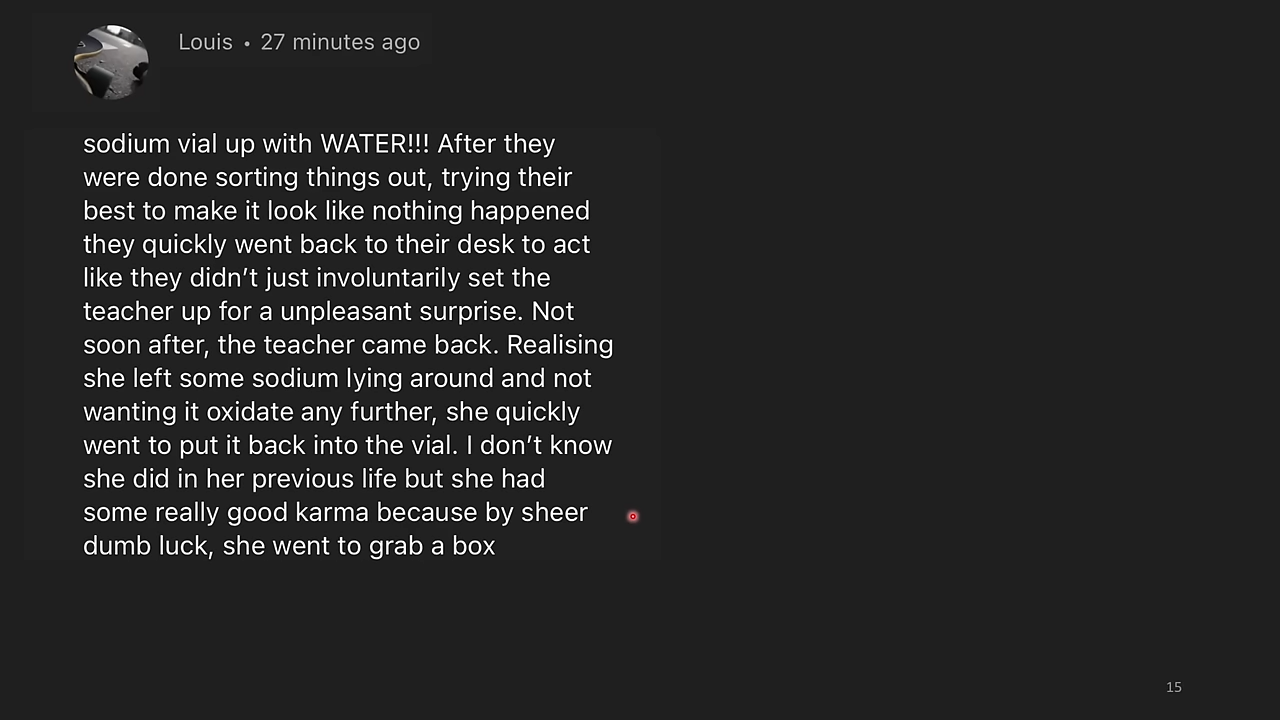 Louis • 27 minutes ago
sodium vial up with WATER!!! After they
were done sorting things out, trying their
best to make it look like nothing happened
they quickly went back to their desk to act
like they didn’t just involuntarily set the
teacher up for a unpleasant surprise. Not
soon after, the teacher came back. Realising
she left some sodium lying around and not
wanting it oxidate any further, she quickly
went to put it back into the vial. I don’t know
she did in her previous life but she had
some really good karma because by sheer
dumb luck, she went to grab a box
15